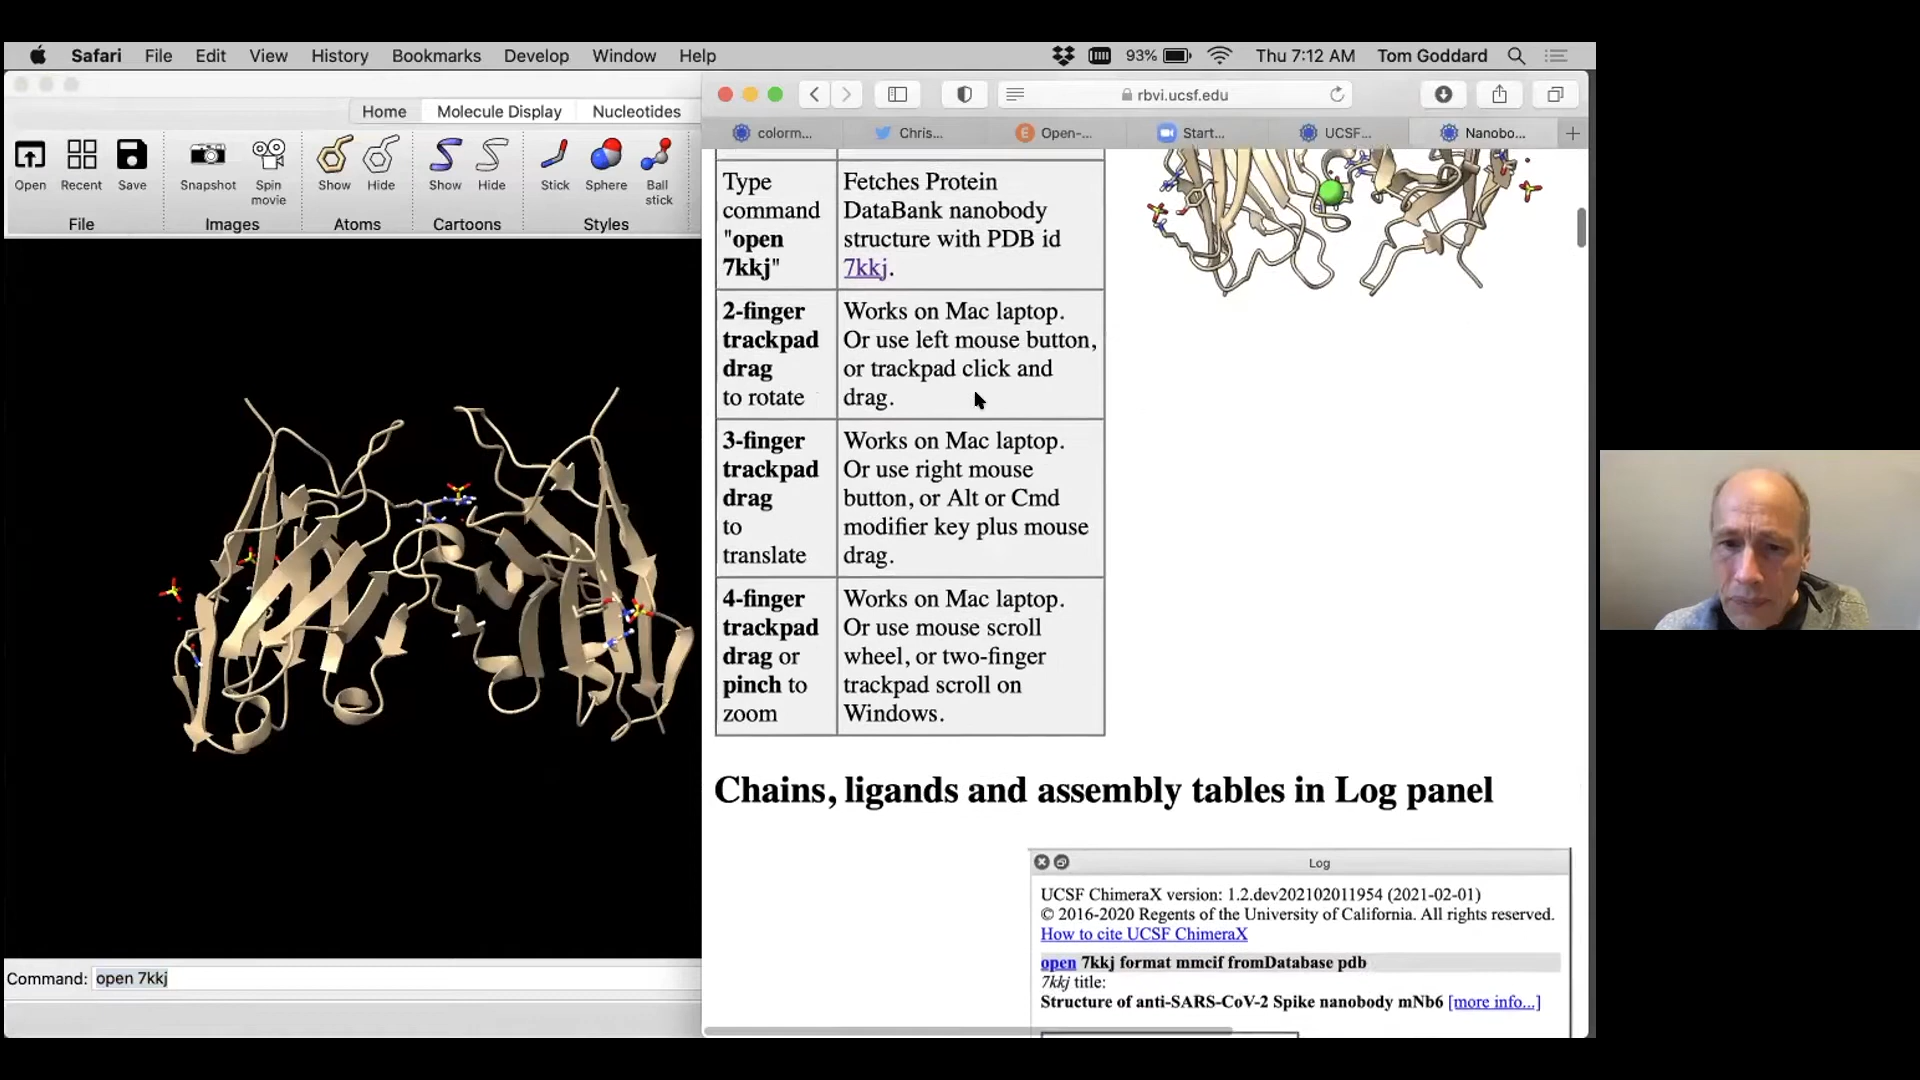 Safari File Edit View History Bookmarks Develop Window Help 93% Thu 7:12 AM Tom Goddard
Home Molecule Display Nucleotides
Open Recent Save Snapshot Spin movie Show Hide Show Hide Stick Sphere Ball stick
File Images Atoms Cartoons Styles
Command: open 7kkj
rbvi.ucsf.edu
colorm... Chris... Open-... Start... UCSF... Nanobo...
Type
command
"open
7kkj"
Fetches Protein
DataBank nanobody
structure with PDB id
7kkj.
2-finger
trackpad
drag
to rotate
Works on Mac laptop.
Or use left mouse button,
or trackpad click and
drag.
3-finger
trackpad
drag
to
translate
Works on Mac laptop.
Or use right mouse
button, or Alt or Cmd
modifier key plus mouse
drag.
4-finger
trackpad
drag or
pinch to
zoom
Works on Mac laptop.
Or use mouse scroll
wheel, or two-finger
trackpad scroll on
Windows.
Chains, ligands and assembly tables in Log panel
Log
UCSF ChimeraX version: 1.2.dev202102011954 (2021-02-01)
© 2016-2020 Regents of the University of California. All rights reserved.
How to cite UCSF ChimeraX
open 7kkj format mmcif fromDatabase pdb
7kkj title:
Structure of anti-SARS-CoV-2 Spike nanobody mNb6 [more info...]